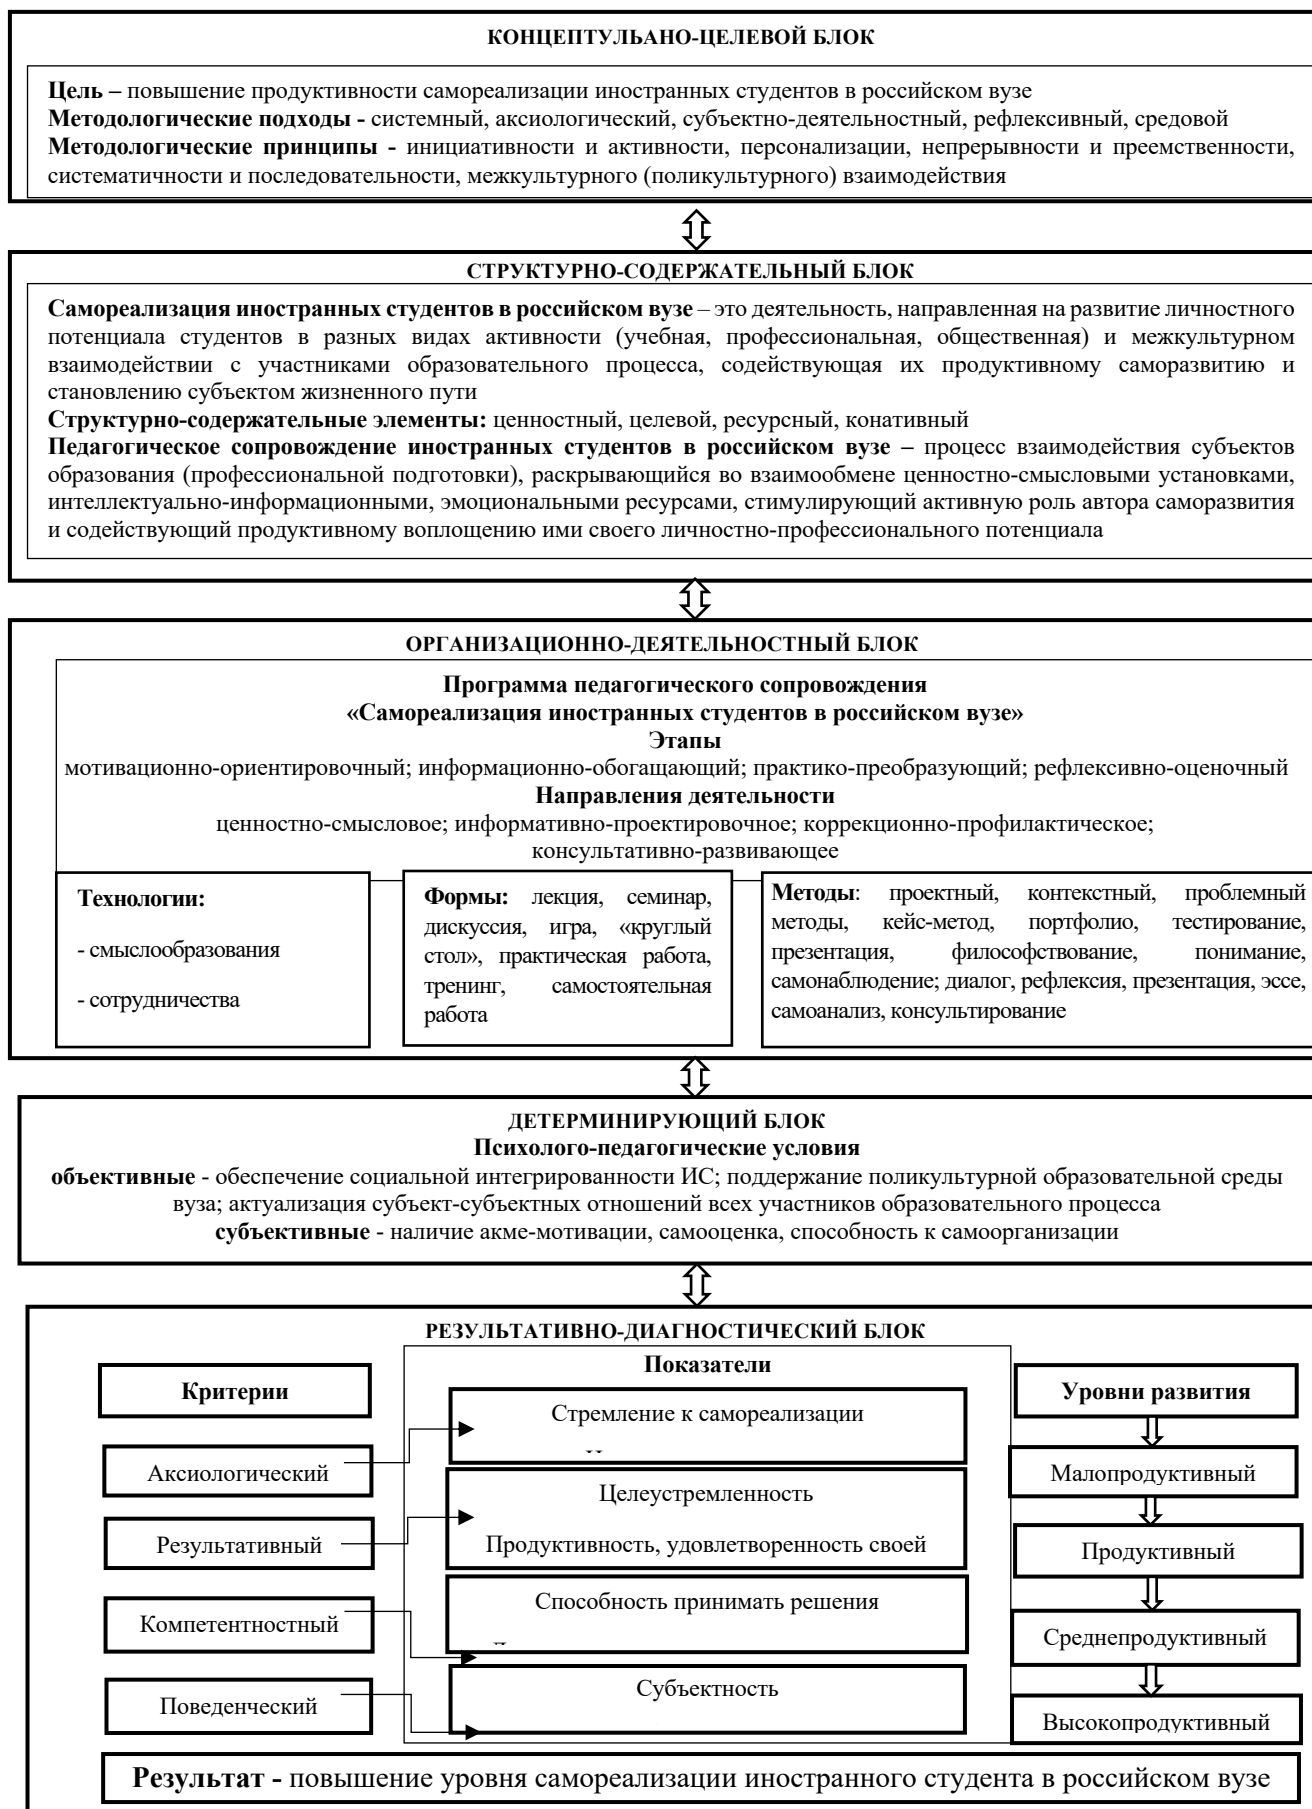 КОНЦЕПТУЛЬАНО-ЦЕЛЕВОЙ БЛОК
Цель – повышение продуктивности самореализации иностранных студентов в российском вузе
Методологические подходы - системный, аксиологический, субъектно-деятельностный, рефлексивный, средовой
Методологические принципы - инициативности и активности, персонализации, непрерывности и преемственности,
систематичности и последовательности, межкультурного (поликультурного) взаимодействия
СТРУКТУРНО-СОДЕРЖАТЕЛЬНЫЙ БЛОК
Самореализация иностранных студентов в российском вузе – это деятельность, направленная на развитие личностного
потенциала студентов в разных видах активности (учебная, профессиональная, общественная) и межкультурном
взаимодействии с участниками образовательного процесса, содействующая их продуктивному саморазвитию и
становлению субъектом жизненного пути
Структурно-содержательные элементы: ценностный, целевой, ресурсный, конативный
Педагогическое сопровождение иностранных студентов в российском вузе – процесс взаимодействия субъектов
образования (профессиональной подготовки), раскрывающийся во взаимообмене ценностно-смысловыми установками,
интеллектуально-информационными, эмоциональными ресурсами, стимулирующий активную роль автора саморазвития
и содействующий продуктивному воплощению ими своего личностно-профессионального потенциала
ОРГАНИЗАЦИОННО-ДЕЯТЕЛЬНОСТНЫЙ БЛОК
Программа педагогического сопровождения
«Самореализация иностранных студентов в российском вузе»
Этапы
мотивационно-ориентировочный; информационно-обогащающий; практико-преобразующий; рефлексивно-оценочный
Направления деятельности
ценностно-смысловое; информативно-проектировочное; коррекционно-профилактическое;
консультативно-развивающее
Технологии:
- смыслообразования
- сотрудничества
Формы: лекция, семинар,
дискуссия, игра, «круглый
стол», практическая работа,
тренинг, самостоятельная
работа
Методы: проектный, контекстный, проблемный
методы, кейс-метод, портфолио, тестирование,
презентация, философствование, понимание,
самонаблюдение; диалог, рефлексия, презентация, эссе,
самоанализ, консультирование
ДЕТЕРМИНИРУЮЩИЙ БЛОК
Психолого-педагогические условия
объективные - обеспечение социальной интегрированности ИС; поддержание поликультурной образовательной среды
вуза; актуализация субъект-субъектных отношений всех участников образовательного процесса
субъективные - наличие акме-мотивации, самооценка, способность к самоорганизации
РЕЗУЛЬТАТИВНО-ДИАГНОСТИЧЕСКИЙ БЛОК
Критерии
Аксиологический
Результативный
Компетентностный
Поведенческий
Показатели
Стремление к самореализации
Целеустремленность
Продуктивность, удовлетворенность своей
Способность принимать решения
Субъектность
Уровни развития
Малопродуктивный
Продуктивный
Среднепродуктивный
Высокопродуктивный
Результат - повышение уровня самореализации иностранного студента в российском вузе